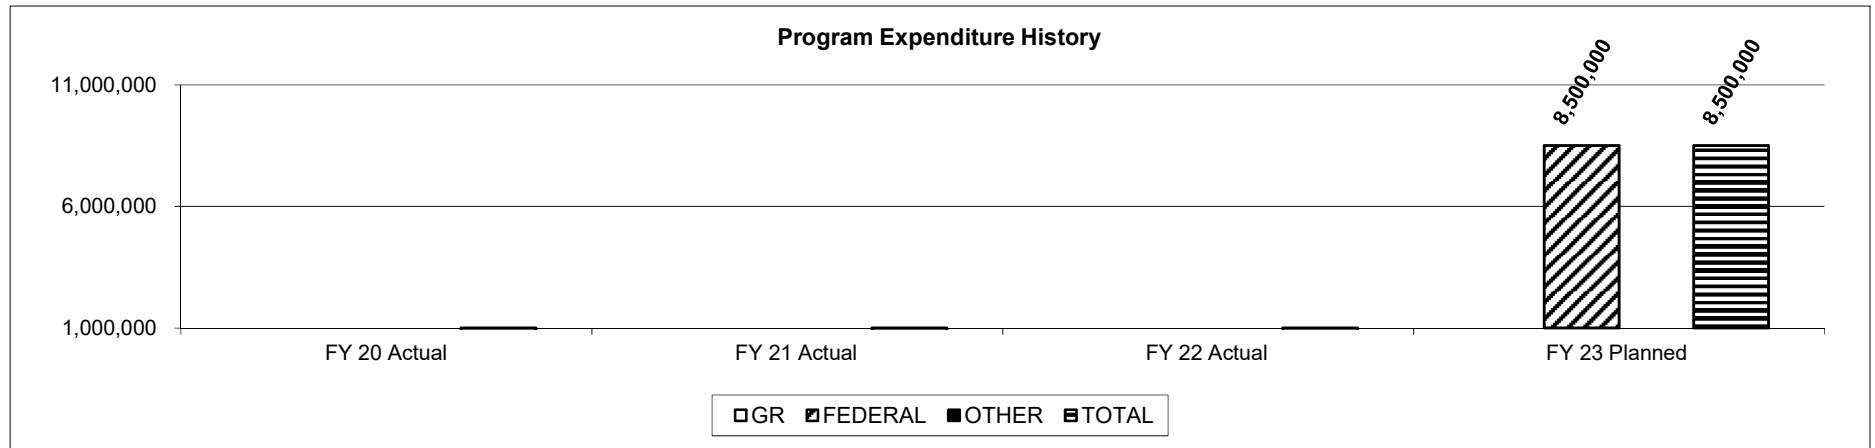 Program Expenditure History
8,500,000 8,500,000
11,000,000
6,000,000
1,000,000
FY 20 Actual FY 21 Actual FY 22 Actual FY 23 Planned
GR FEDERAL OTHER TOTAL